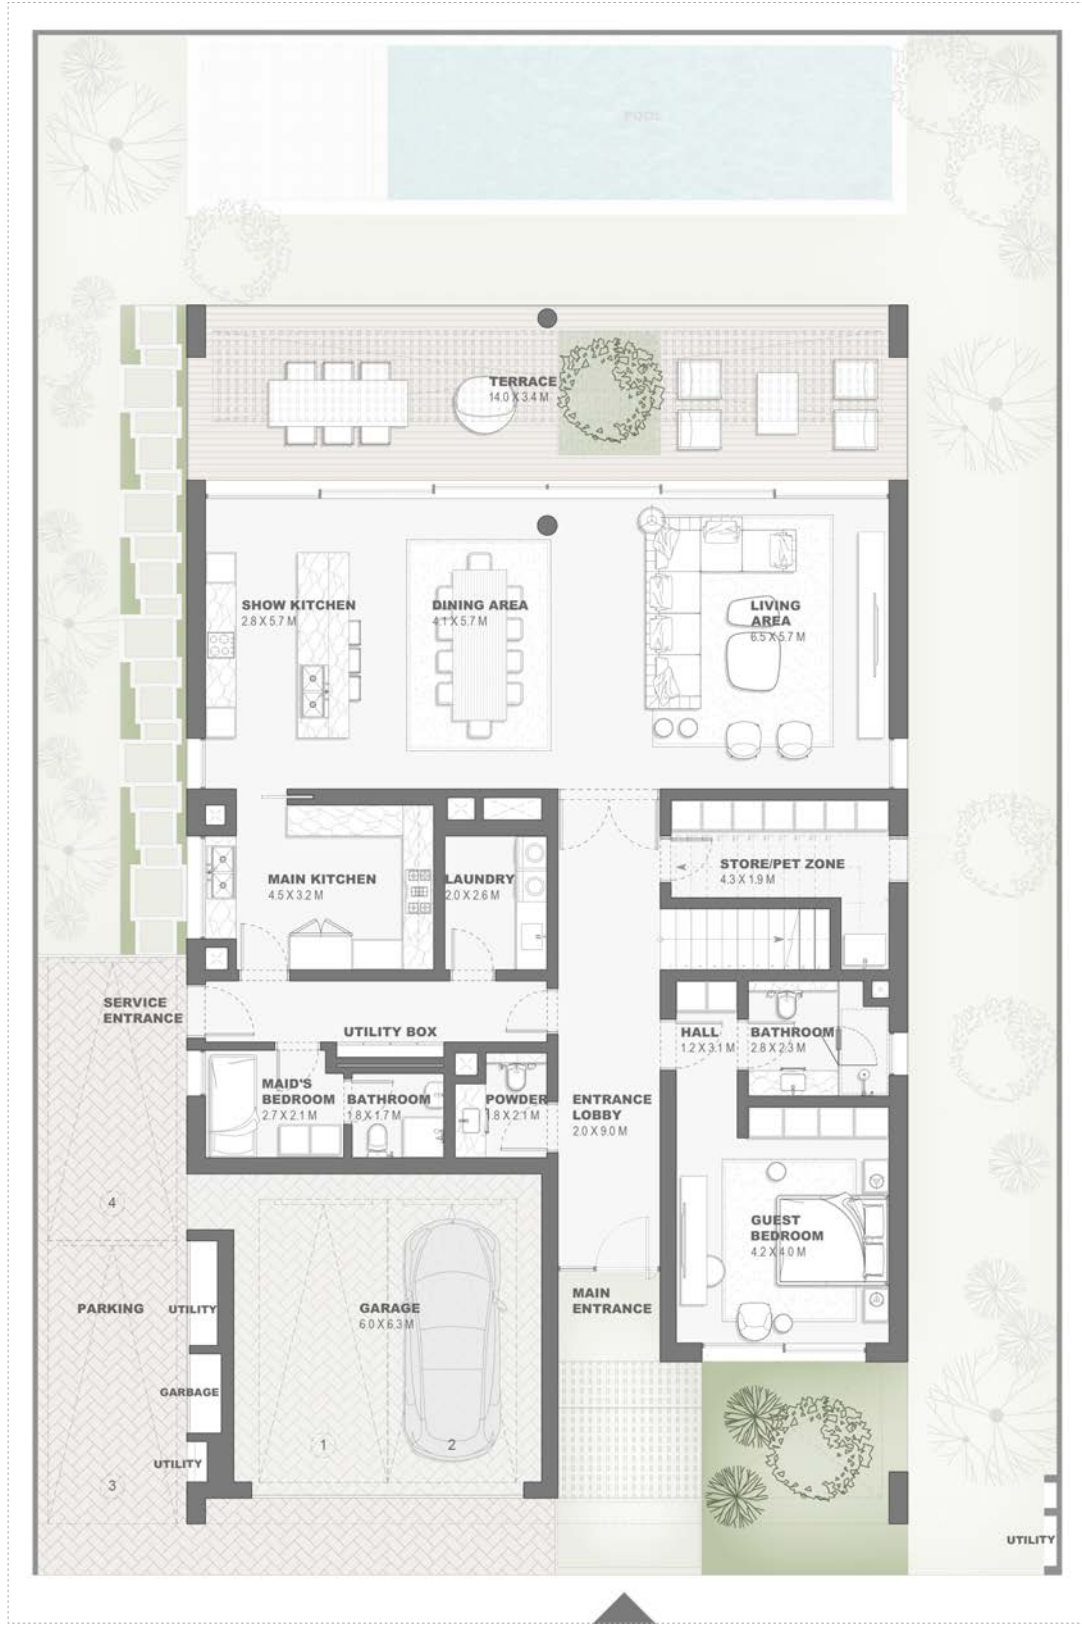 POOL
TERRACE
14.0 X 3.4 M
SHOW KITCHEN
2.8 X 5.7 M
DINING AREA
4.1 X 5.7 M
LIVING
AREA
6.5 X 5.7 M
MAIN KITCHEN
4.5 X 3.2 M
LAUNDRY
2.0 X 2.6 M
STORE/PET ZONE
4.3 X 1.9 M
SERVICE
ENTRANCE
UTILITY BOX
HALL
1.2 X 3.1 M
BATHROOM
2.8 X 2.3 M
MAID'S
BEDROOM
2.7 X 2.1 M
BATHROOM
1.8 X 1.7 M
POWDER
1.8 X 2.1 M
ENTRANCE
LOBBY
2.0 X 9.0 M
4
GUEST
BEDROOM
4.2 X 4.0 M
PARKING
UTILITY
GARAGE
6.0 X 6.3 M
MAIN
ENTRANCE
GARBAGE
1
2
UTILITY
3
UTILITY